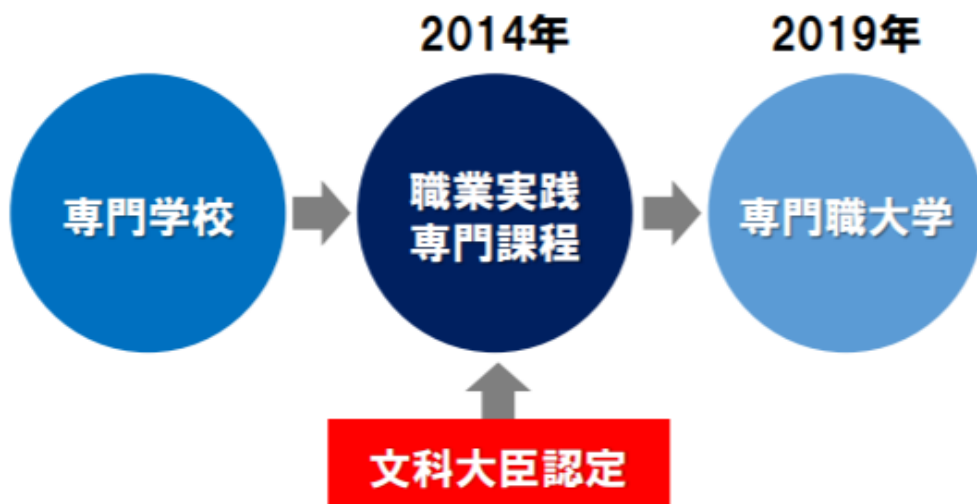 2014年
2019年
専門学校
職業実践
専門課程
専門職大学
文科大臣認定